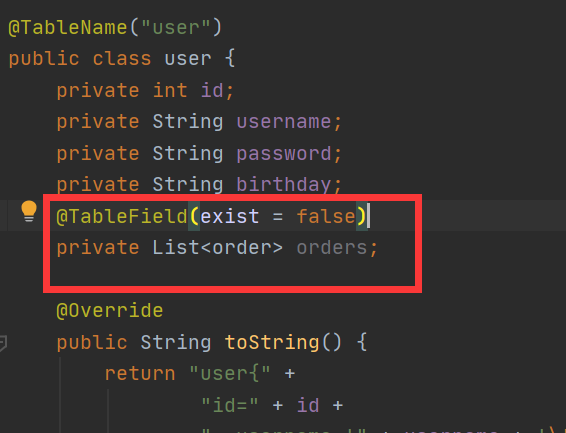 @TableName("user")
public class user {
private int id;
private String username;
private String password;
private String birthday;
@TableField(exist = false)
private List<order> orders;
@Override
public String toString() {
return "user{" +
"id=" + id +